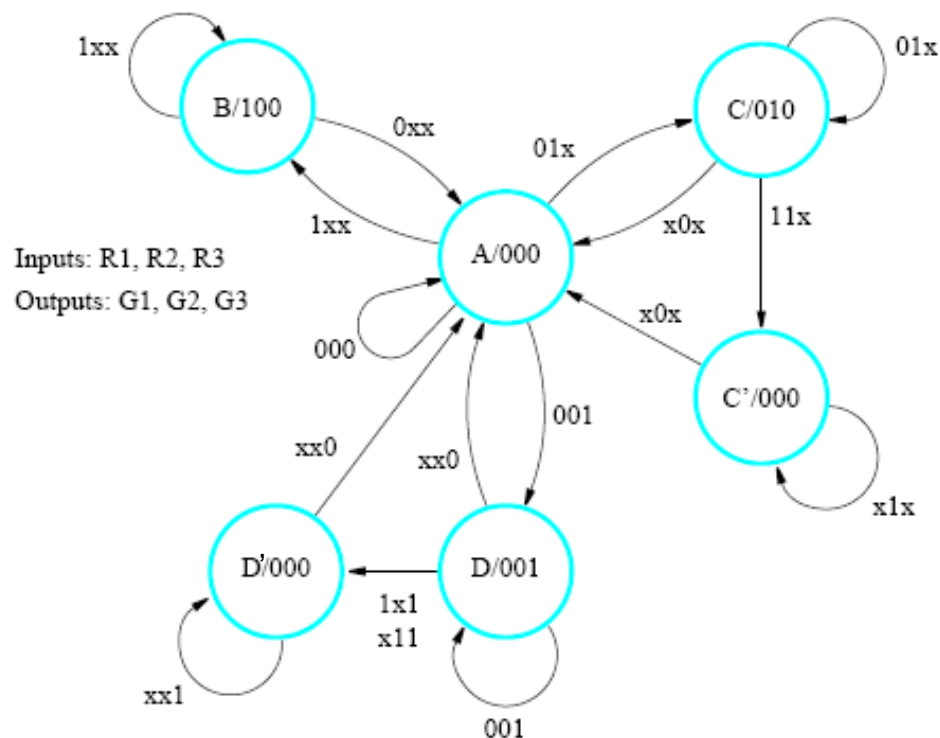 1xx
B/100
0xx
1xx
01x
C/010
01x
x0x
11x
Inputs: R1, R2, R3
Outputs: G1, G2, G3
A/000
000
x0x
C'/000
x1x
xx0
xx0
001
D'/000
1x1
x11
D/001
xx1
001